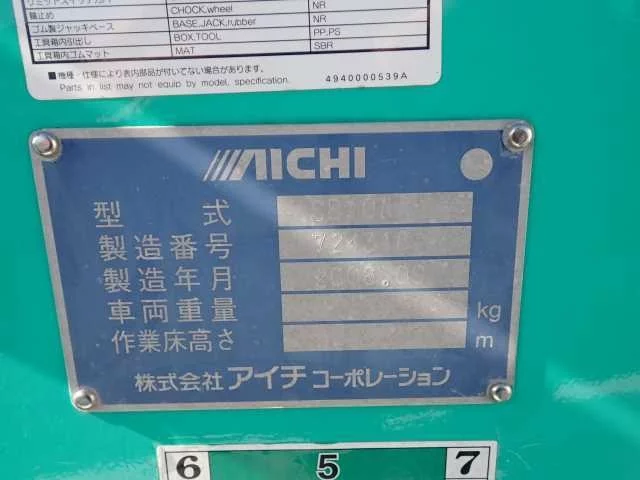 輪止め CHOCK,wheel NR
ゴム製ジャッキベース BASE,JACK,rubber NR
工具箱内引出し BOX,TOOL PP,PS
工具箱内ゴムマット MAT SBR
■機種・仕様により表内部品が付いてない場合があります。
Parts in list may not equip by model, specification. 4940000539A
AICHI
型式
製造番号
製造年月
車両重量 kg
作業床高さ m
株式会社アイチコーポレーション
6 5 7